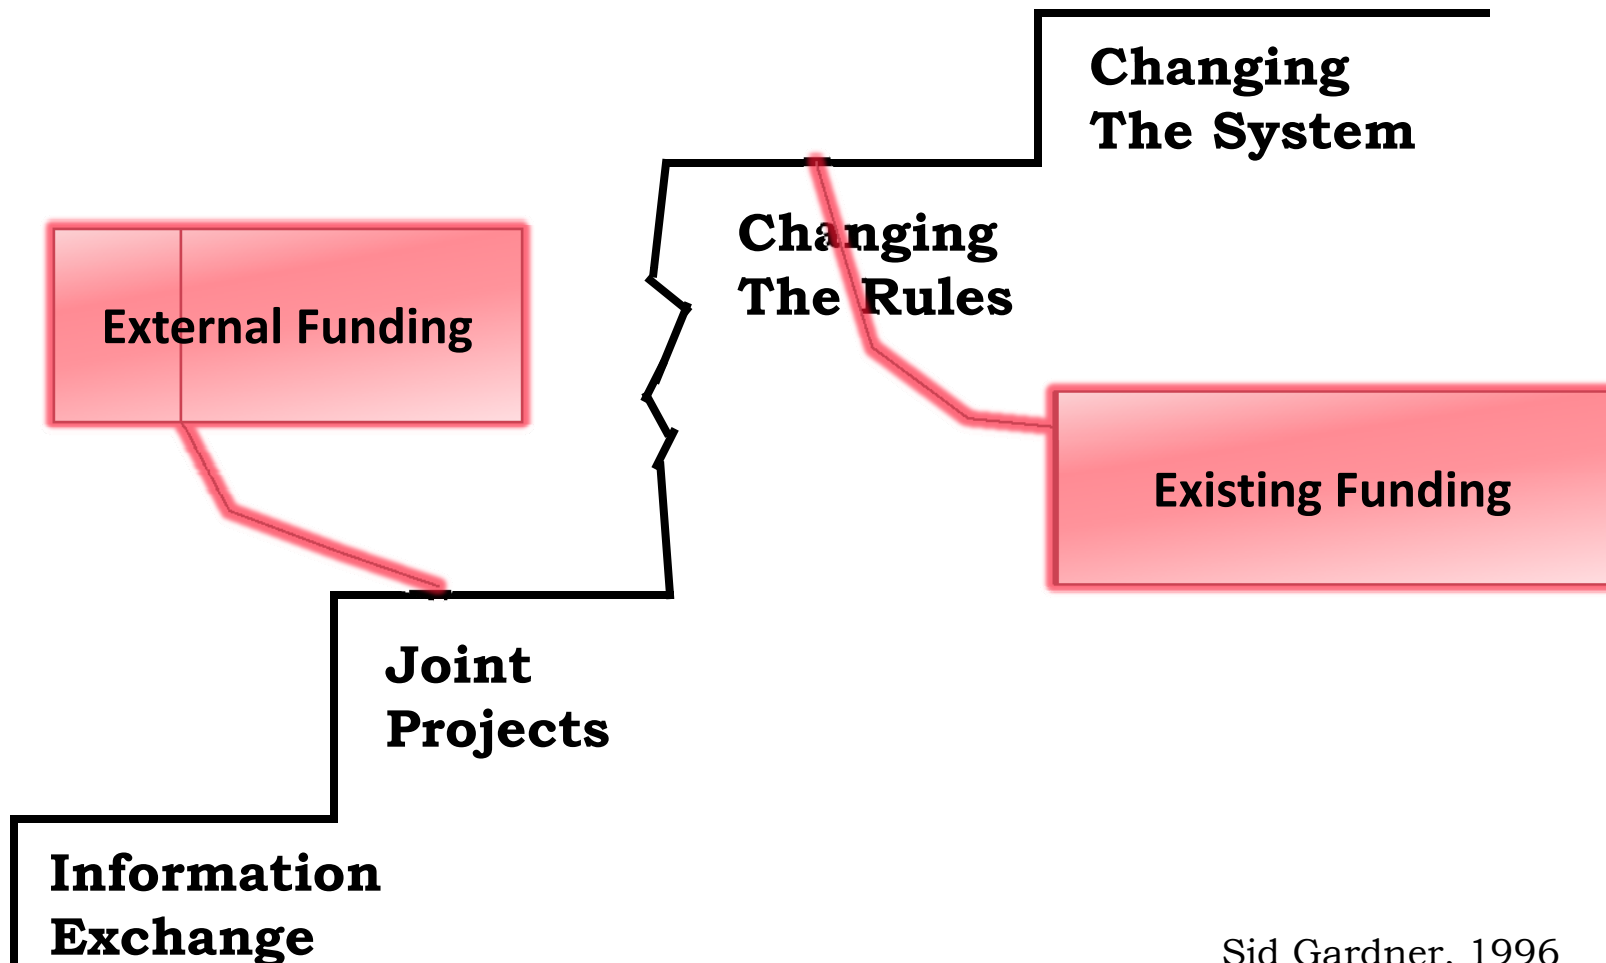 Changing
The System
Changing
The Rules
External Funding
Existing Funding
Joint
Projects
Information
Exchange
Sid Gardner, 1996